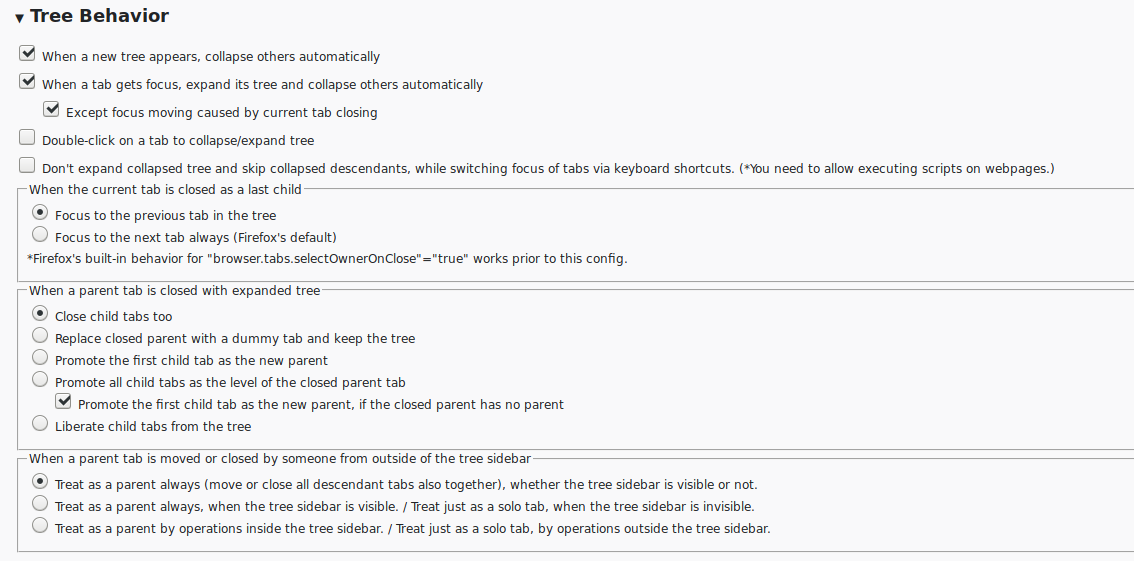 Tree Behavior
When a new tree appears, collapse others automatically
When a tab gets focus, expand its tree and collapse others automatically
Except focus moving caused by current tab closing
Double-click on a tab to collapse/expand tree
Don't expand collapsed tree and skip collapsed descendants, while switching focus of tabs via keyboard shortcuts. (*You need to allow executing scripts on webpages.)
When the current tab is closed as a last child
Focus to the previous tab in the tree
Focus to the next tab always (Firefox's default)
*Firefox's built-in behavior for "browser.tabs.selectOwnerOnClose"="true" works prior to this config.
When a parent tab is closed with expanded tree
Close child tabs too
Replace closed parent with a dummy tab and keep the tree
Promote the first child tab as the new parent
Promote all child tabs as the level of the closed parent tab
Promote the first child tab as the new parent, if the closed parent has no parent
Liberate child tabs from the tree
When a parent tab is moved or closed by someone from outside of the tree sidebar
Treat as a parent always (move or close all descendant tabs also together), whether the tree sidebar is visible or not.
Treat as a parent always, when the tree sidebar is visible. / Treat just as a solo tab, when the tree sidebar is invisible.
Treat as a parent by operations inside the tree sidebar. / Treat just as a solo tab, by operations outside the tree sidebar.